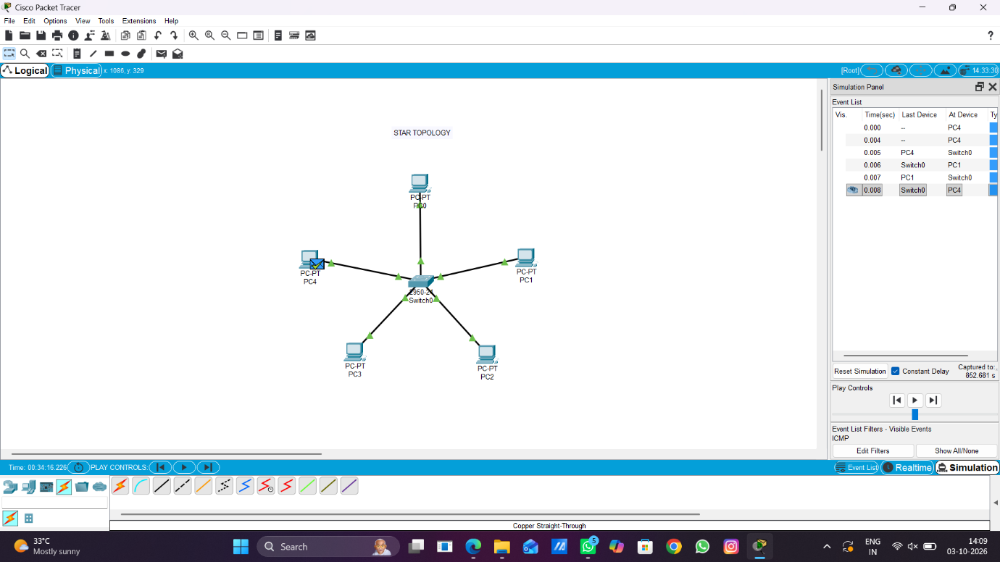 Cisco Packet Tracer
File Edit Options View Tools Extensions Help
?
Logical Physical x: 1086, y: 329 [Root] 14:33:30
Simulation Panel
Event List
Vis. Time(sec) Last Device At Device Ty
0.000 -- PC4
0.004 -- PC4
0.005 PC4 Switch0
0.006 Switch0 PC1
0.007 PC1 Switch0
0.008 Switch0 PC4
STAR TOPOLOGY
PC-PT
PC0
PC-PT
PC4
PC-PT
PC1
2950-24
Switch0
PC-PT
PC3
PC-PT
PC2
Reset Simulation Constant Delay Captured to:
852.681 s
Play Controls
Event List Filters - Visible Events
ICMP
Edit Filters Show All/None
Time: 00:34:16.226 PLAY CONTROLS: Event List Realtime Simulation
Copper Straight-Through
33°C
Mostly sunny
Search
5
ENG
IN
14:09
03-10-2026